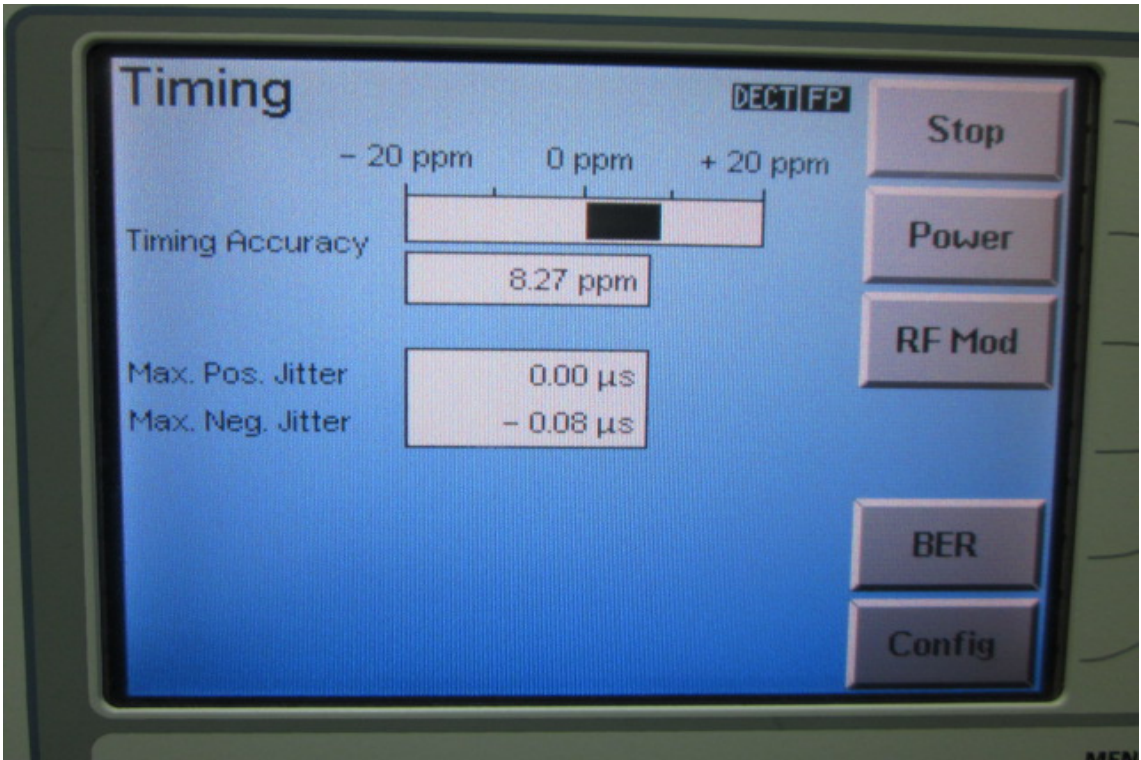 Timing
DECT FP
Stop
– 20 ppm 0 ppm + 20 ppm
Power
Timing Accuracy
8.27 ppm
RF Mod
Max. Pos. Jitter 0.00 µs
Max. Neg. Jitter – 0.08 µs
BER
Config